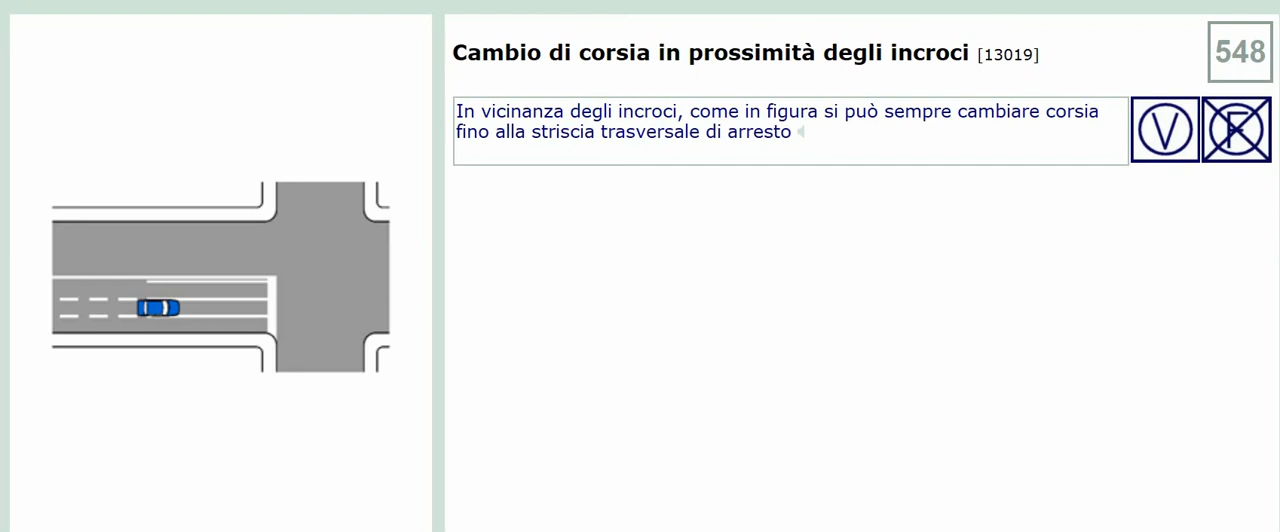 Cambio di corsia in prossimità degli incroci [13019]
548
In vicinanza degli incroci, come in figura si può sempre cambiare corsia
fino alla striscia trasversale di arresto
V
F